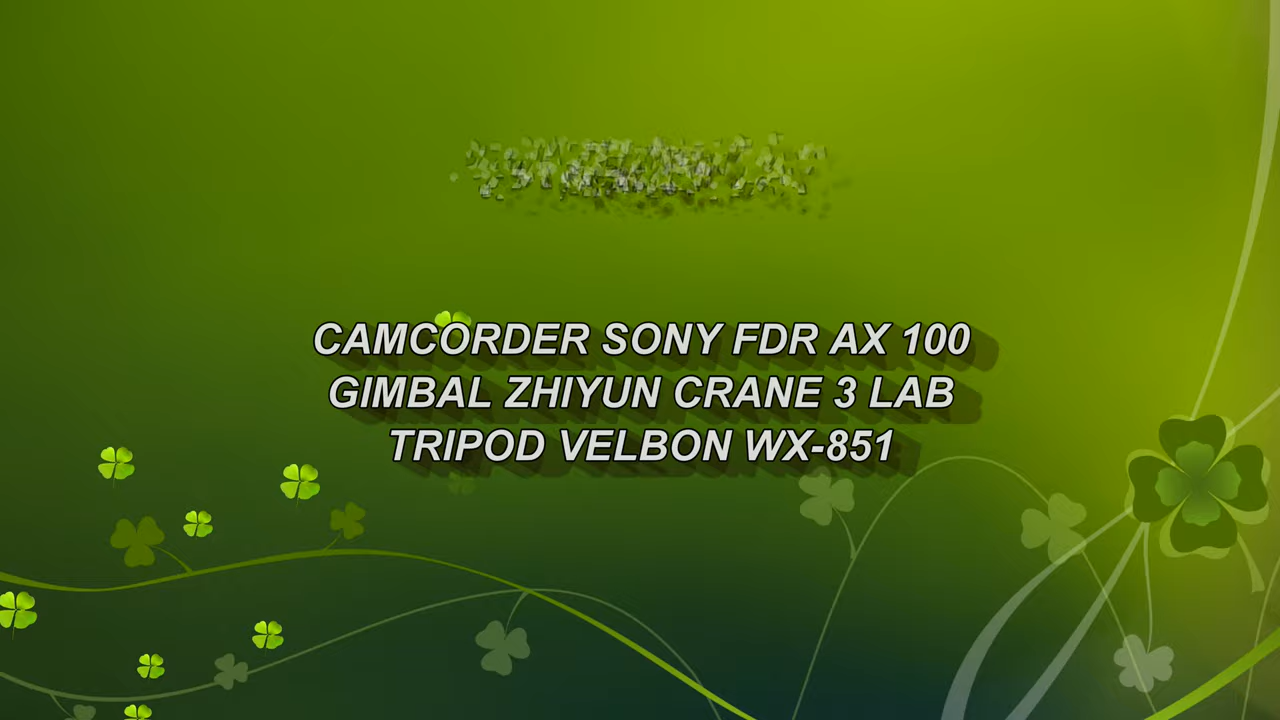 CAMCORDER SONY FDR AX 100
GIMBAL ZHIYUN CRANE 3 LAB
TRIPOD VELBON WX-851